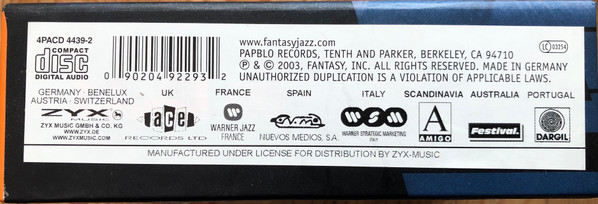 4PACD 4439-2
COMPACT
disc
DIGITAL AUDIO
0 90204 92293 2
www.fantasyjazz.com
PAPBLO RECORDS, TENTH AND PARKER, BERKELEY, CA 94710
Ⓟ & © 2003, FANTASY, INC. ALL RIGHTS RESERVED. MADE IN GERMANY
UNAUTHORIZED DUPLICATION IS A VIOLATION OF APPLICABLE LAWS.
LC 03254
GERMANY · BENELUX
AUSTRIA · SWITZERLAND
ZYX
MUSIC
ZYX MUSIC GMBH & CO. KG
WWW.ZYX.DE
WWW.ZYXMUSIC.COM
UK
ace
RECORDS LTD
FRANCE
WARNER JAZZ
FRANCE
SPAIN
NUEVOS MEDIOS, S.A.
ITALY
WSM
WARNER STRATEGIC MARKETING
ITALY
SCANDINAVIA
A
AMIGO
AUSTRALIA
Festival.
PORTUGAL
DARGIL
MANUFACTURED UNDER LICENSE FOR DISTRIBUTION BY ZYX-MUSIC